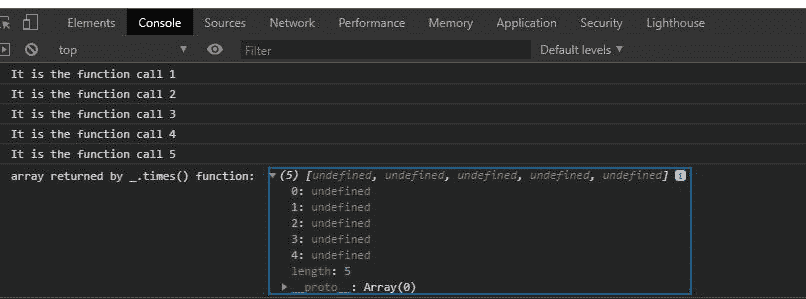 Elements Console Sources Network Performance Memory Application Security Lighthouse
top Filter Default levels
It is the function call 1
It is the function call 2
It is the function call 3
It is the function call 4
It is the function call 5
array returned by _.times() function: (5) [undefined, undefined, undefined, undefined, undefined] i
0: undefined
1: undefined
2: undefined
3: undefined
4: undefined
length: 5
__proto__: Array(0)